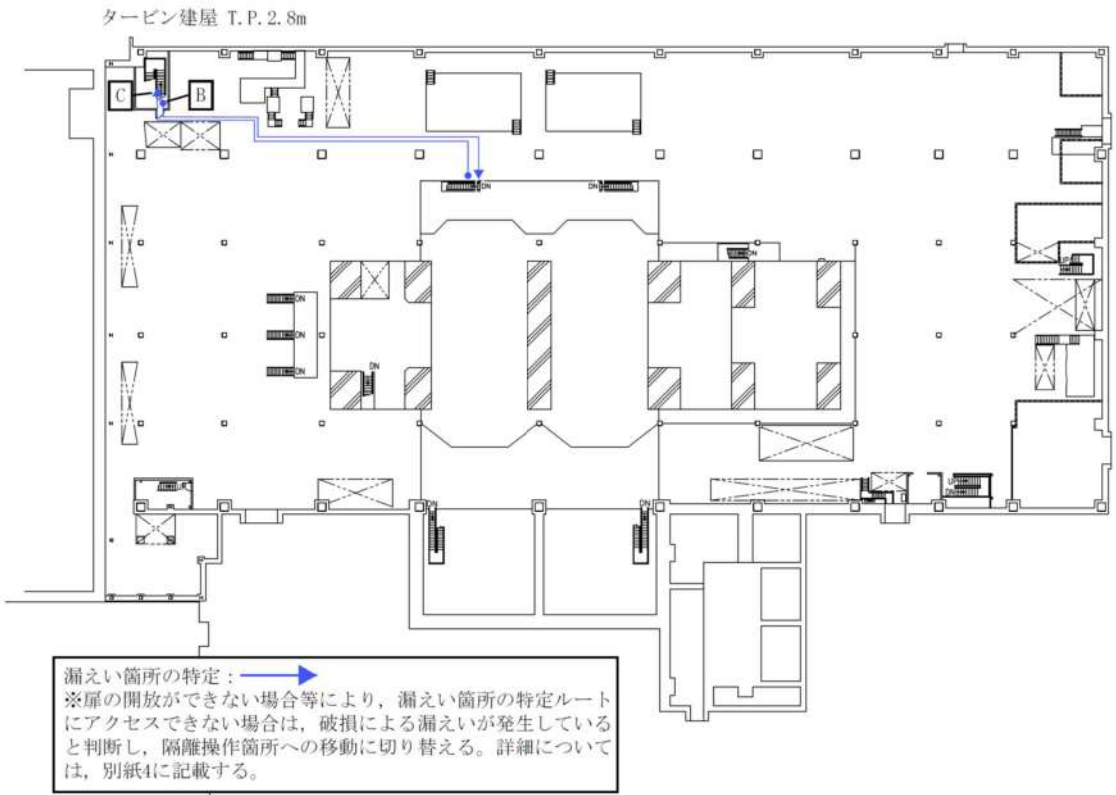 タービン建屋 T.P.2.8m
C
B
DN
DN
DN
UP
DN
DN
DN
DN
UP
DN
DN
UP
DN
漏えい箇所の特定：
※扉の開放ができない場合等により，漏えい箇所の特定ルート
にアクセスできない場合は，破損による漏えいが発生している
と判断し，隔離操作箇所への移動に切り替える。詳細について
は，別紙4に記載する。